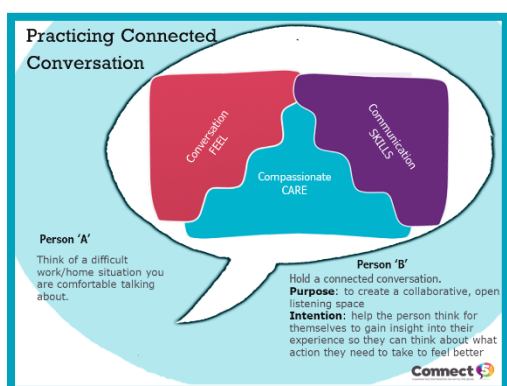 Practicing Connected
Conversation
Conversation
FEEL
Communication
SKILLS
Compassionate
CARE
Person 'A'
Think of a difficult
work/home situation you
are comfortable talking
about.
Person 'B'
Hold a connected conversation.
Purpose: to create a collaborative, open
listening space
Intention: help the person think for
themselves to gain insight into their
experience so they can think about what
action they need to take to feel better
Connect 5